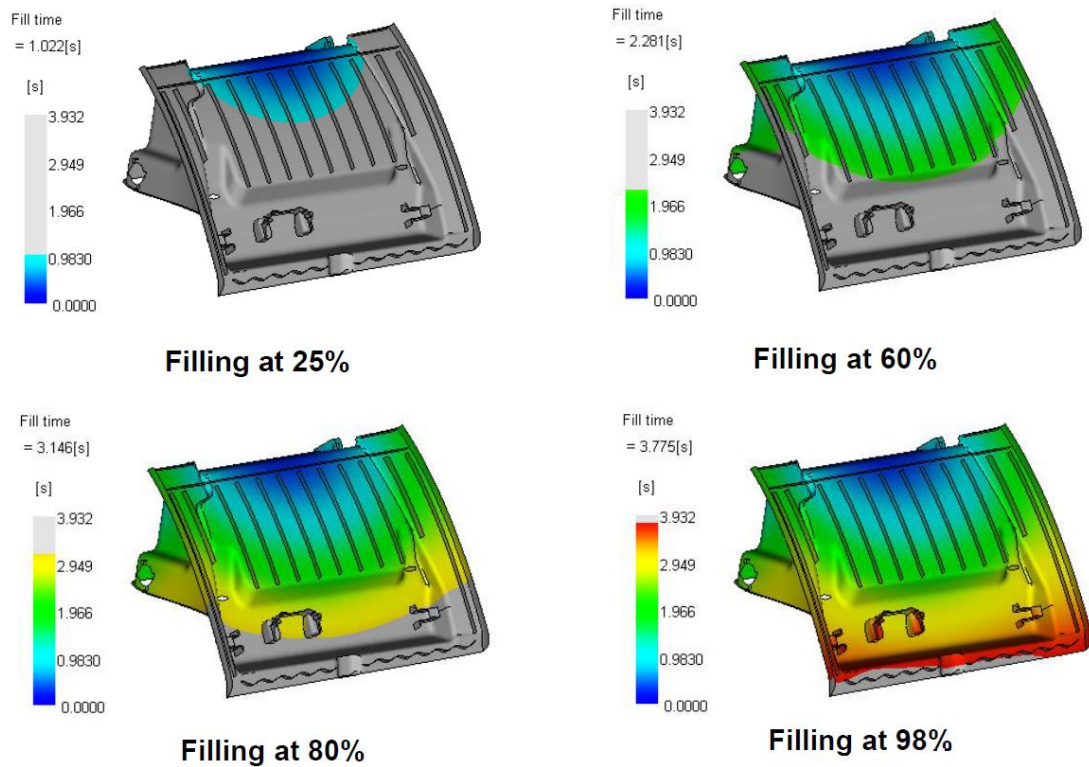 Fill time
= 1.022[s]
[s]
3.932
2.949
1.966
0.9830
0.0000
Filling at 25%
Fill time
= 2.281[s]
[s]
3.932
2.949
1.966
0.9830
0.0000
Filling at 60%
Fill time
= 3.146[s]
[s]
3.932
2.949
1.966
0.9830
0.0000
Filling at 80%
Fill time
= 3.775[s]
[s]
3.932
2.949
1.966
0.9830
0.0000
Filling at 98%